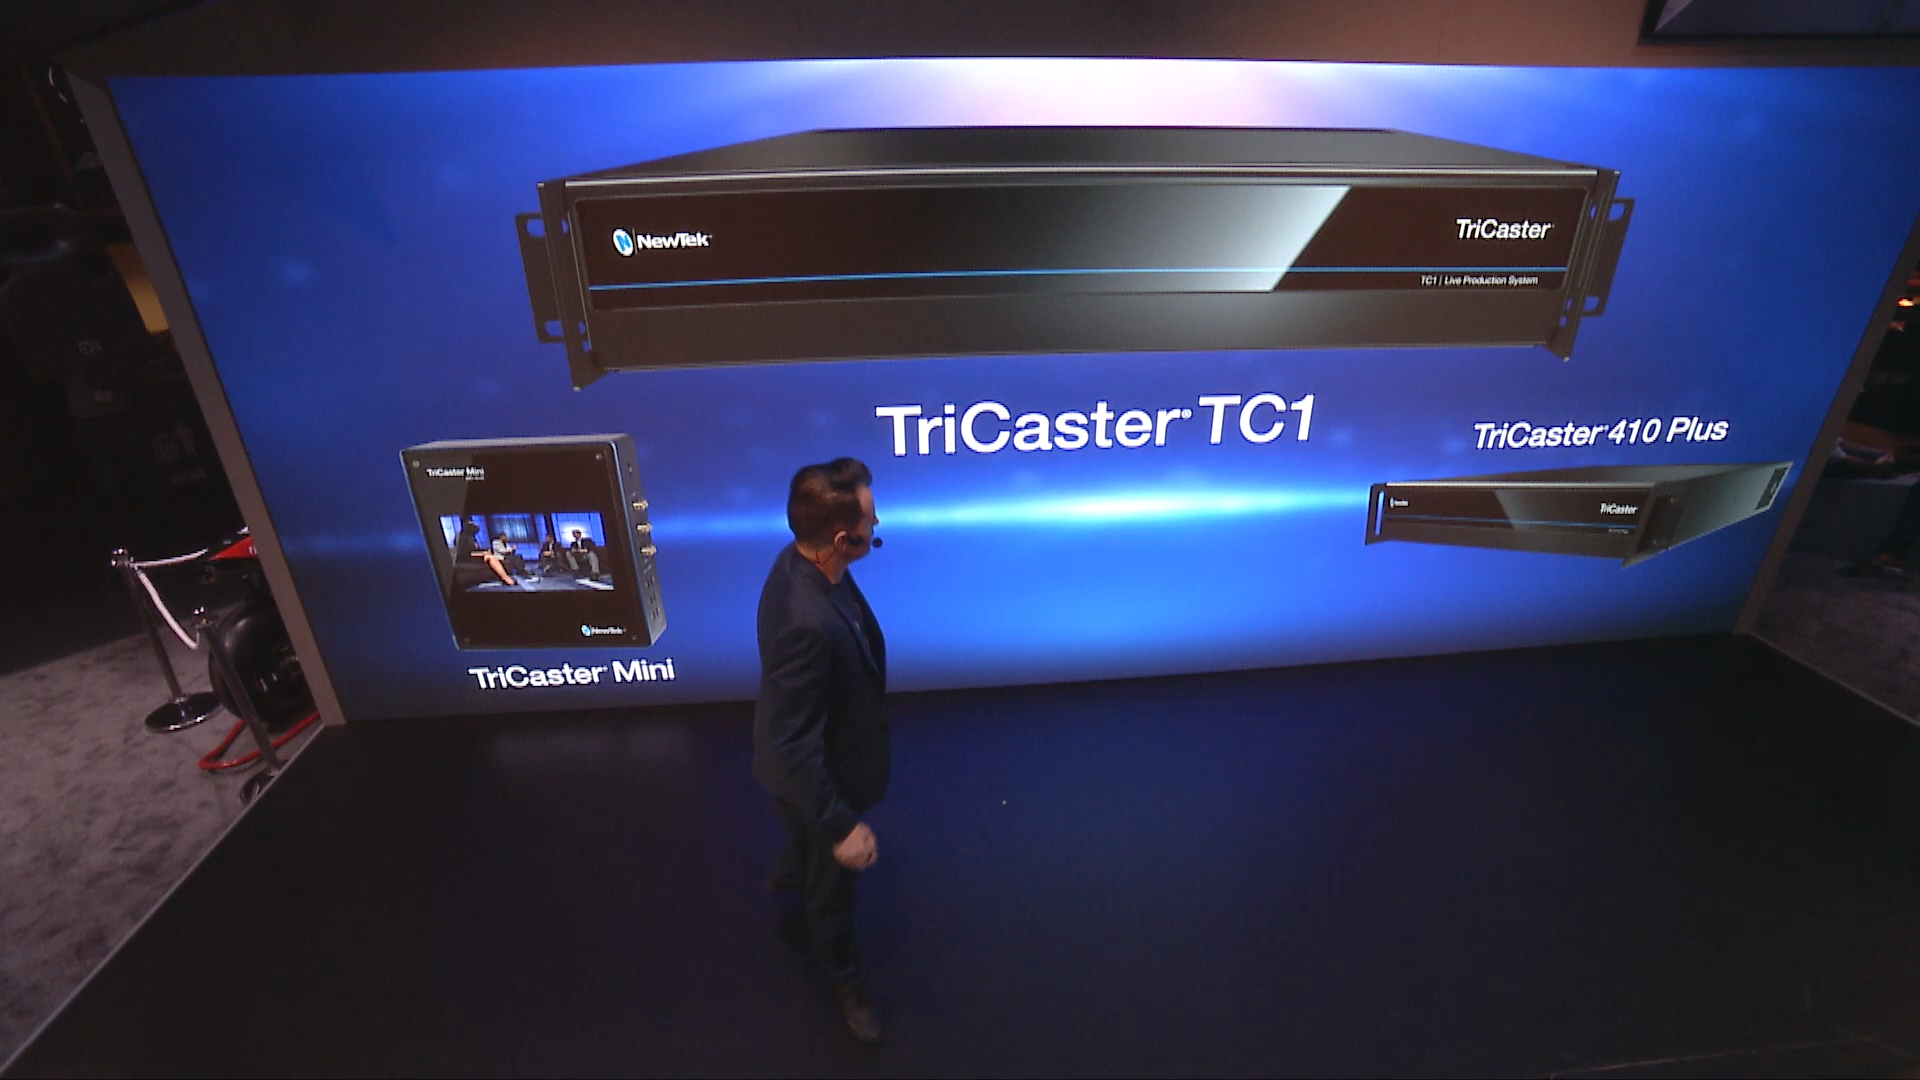 NewTek
TriCaster
TC1 | Live Production System
TriCaster® TC1
TriCaster® 410 Plus
TriCaster
TriCaster Mini
NewTek
TriCaster® Mini